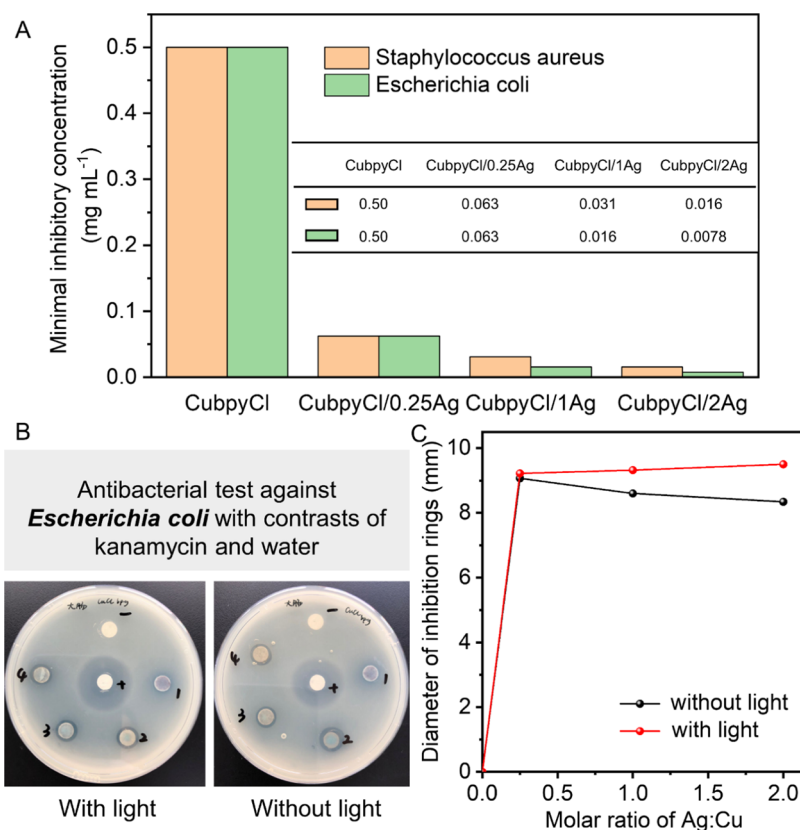 A
Minimal inhibitory concentration
(mg mL⁻¹)
0.5
0.4
0.3
0.2
0.1
0.0
Staphylococcus aureus
Escherichia coli
CubpyCl CubpyCl/0.25Ag CubpyCl/1Ag CubpyCl/2Ag
0.50 0.063 0.031 0.016
0.50 0.063 0.016 0.0078
CubpyCl CubpyCl/0.25Ag CubpyCl/1Ag CubpyCl/2Ag
B
Antibacterial test against
Escherichia coli with contrasts of
kanamycin and water
4
+
1
3
2
4
+
1
3
2
With light Without light
C
Diameter of inhibition rings (mm)
10
8
6
4
2
0
without light
with light
0.0 0.5 1.0 1.5 2.0
Molar ratio of Ag:Cu